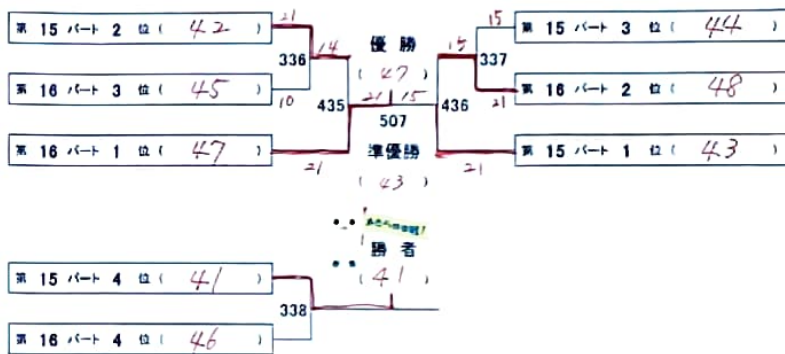 第 15 パート 2 位 ( 42 )
21
336
14
第 16 パート 3 位 ( 45 )
10
435
第 16 パート 1 位 ( 47 )
21
優 勝
( 47 )
21 15
507
準優勝
( 43 )
15
第 15 パート 3 位 ( 44 )
15
337
第 16 パート 2 位 ( 48 )
21
436
第 15 パート 1 位 ( 43 )
21
勝 者
( 41 )
第 15 パート 4 位 ( 41 )
338
第 16 パート 4 位 ( 46 )